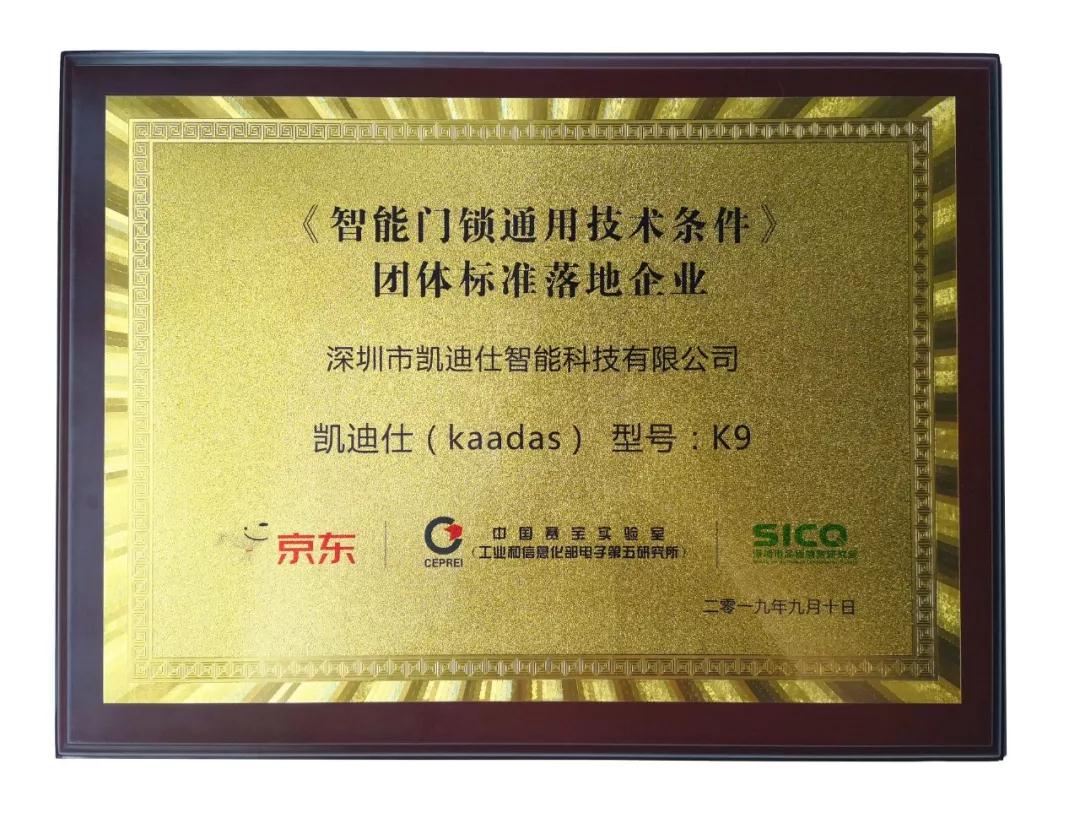 《智能门锁通用技术条件》
团体标准落地企业
深圳市凯迪仕智能科技有限公司
凯迪仕（kaadas） 型号：K9
京东
CEPREI
中国赛宝实验室
（工业和信息化部电子第五研究所）
SICQ
二零一九年九月十日